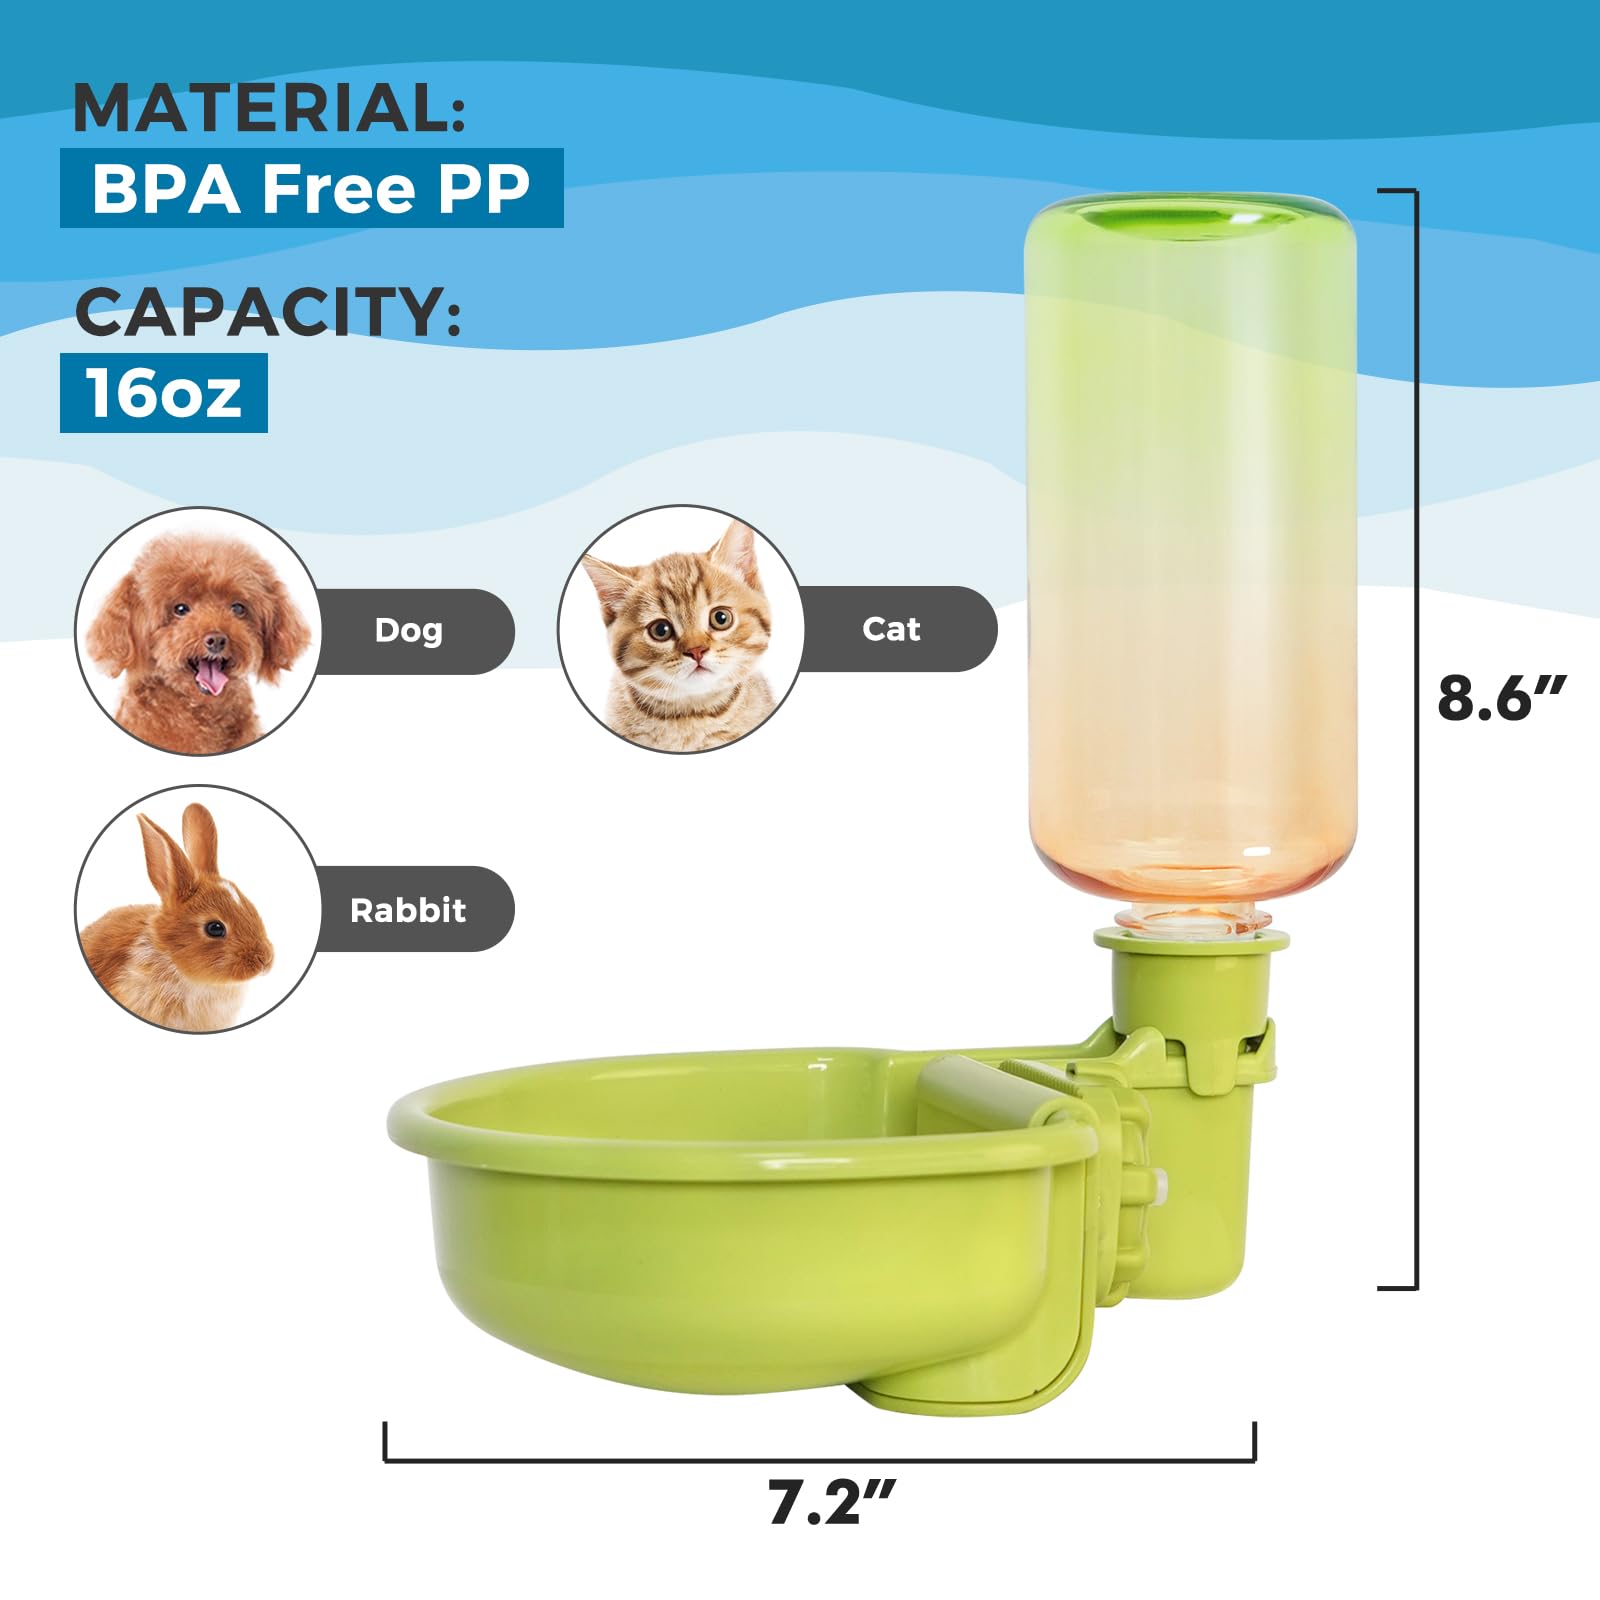 MATERIAL:
BPA Free PP
CAPACITY:
16oz
Dog
Cat
Rabbit
8.6”
7.2”